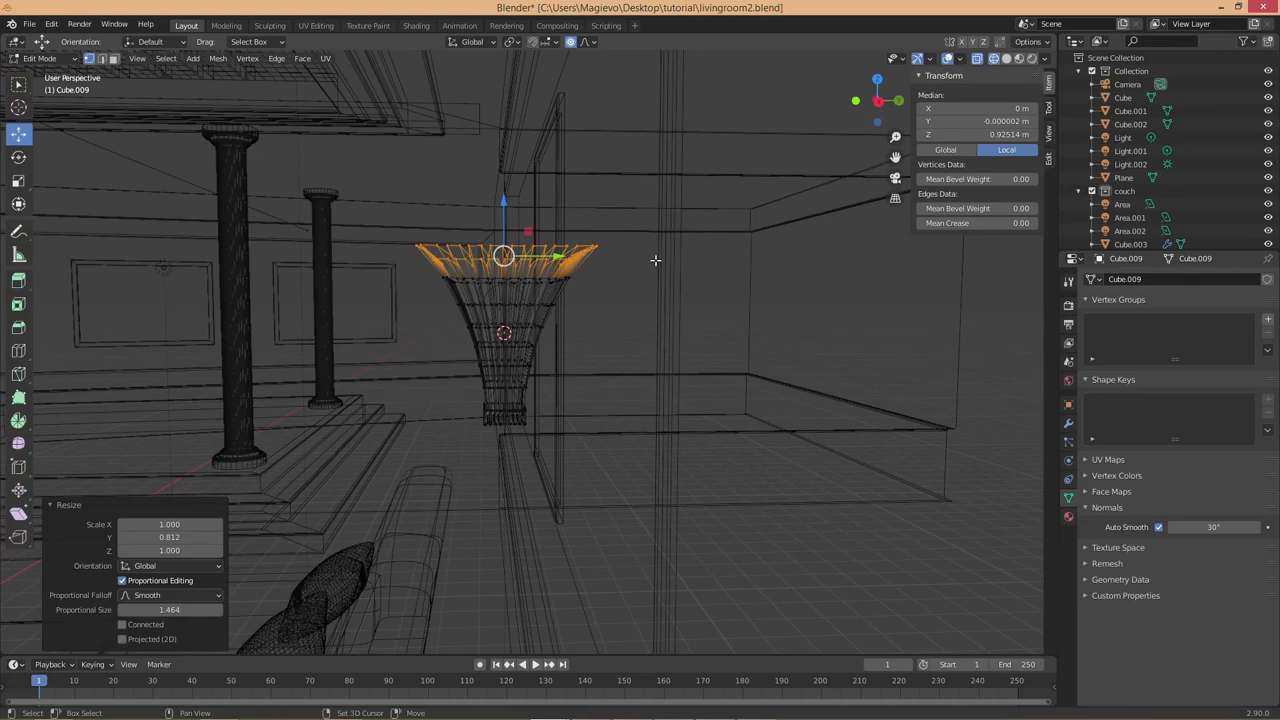 Blender* [C:\Users\Magievo\Desktop\tutorial\livingroom2.blend]
File Edit Render Window Help Layout Modeling Sculpting UV Editing Texture Paint Shading Animation Rendering Compositing Scripting + Scene View Layer
Orientation: Default Drag: Select Box Global X Y Z Options
Edit Mode View Select Add Mesh Vertex Edge Face UV
User Perspective
(1) Cube.009
Transform
Median:
X 0 m
Y -0.000002 m
Z 0.92514 m
Global Local
Vertices Data:
Mean Bevel Weight 0.00
Edges Data:
Mean Bevel Weight 0.00
Mean Crease 0.00
Item
Tool
View
Edit
Z
Y
X
Scene Collection
Collection
Camera
Cube
Cube.001
Cube.002
Light
Light.001
Light.002
Plane
couch
Area
Area.001
Area.002
Cube.003
Cube.009 Cube.009
Cube.009
Vertex Groups
Shape Keys
UV Maps
Vertex Colors
Face Maps
Normals
Auto Smooth 30°
Texture Space
Remesh
Geometry Data
Custom Properties
Resize
Scale X 1.000
Y 0.812
Z 1.000
Orientation Global
Proportional Editing
Proportional Falloff Smooth
Proportional Size 1.464
Connected
Projected (2D)
Playback Keying View Marker 1 Start 1 End 250
1 10 20 30 40 50 60 70 80 90 100 110 120 130 140 150 160 170 180 190 200 210 220 230 240 250
Select Box Select Pan View Set 3D Cursor Move 2.90.0